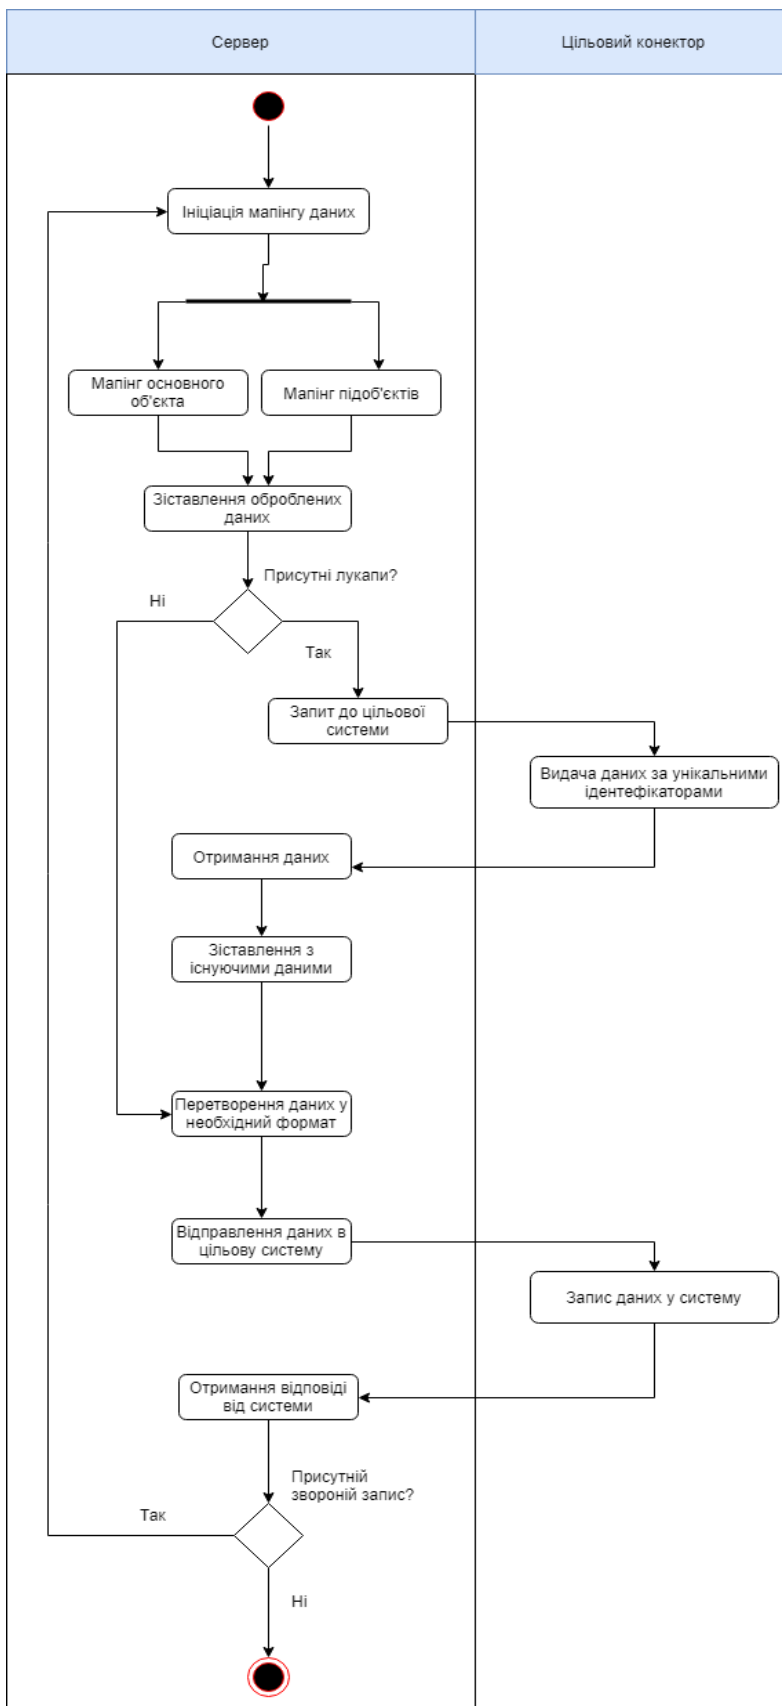 Сервер
Цільовий конектор
Ініціація мапінгу даних
Мапінг основного
об'єкта
Мапінг підоб'єктів
Зіставлення оброблених
даних
Присутні лукапи?
Ні
Так
Запит до цільової
системи
Видача даних за унікальними
ідентефікаторами
Отримання даних
Зіставлення з
існуючими даними
Перетворення даних у
необхідний формат
Відправлення даних в
цільову систему
Запис даних у систему
Отримання відповіді
від системи
Присутній
звороній запис?
Так
Ні